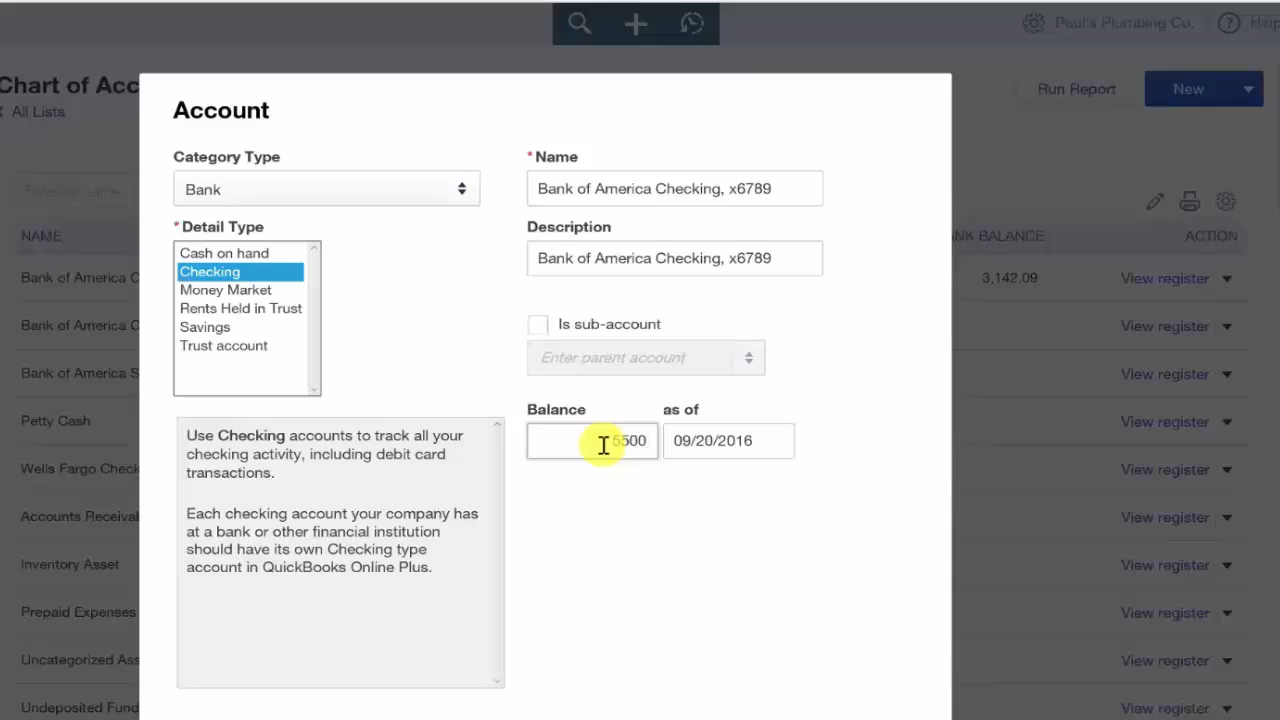 Paul's Plumbing Co.
Help
Chart of Acc
All Lists
Run Report
New
Account
Category Type
Bank
* Detail Type
Cash on hand
Checking
Money Market
Rents Held in Trust
Savings
Trust account
Use Checking accounts to track all your
checking activity, including debit card
transactions.
Each checking account your company has
at a bank or other financial institution
should have its own Checking type
account in QuickBooks Online Plus.
* Name
Bank of America Checking, x6789
Description
Bank of America Checking, x6789
Is sub-account
Enter parent account
Balance as of
5500 09/20/2016
NAME
NK BALANCE
ACTION
Bank of America C
3,142.09
View register
Bank of America C
View register
Bank of America S
View register
Petty Cash
View register
Wells Fargo Check
View register
Accounts Receival
View register
Inventory Asset
View register
Prepaid Expenses
View register
Uncategorized Ass
View register
Undeposited Fund
View register